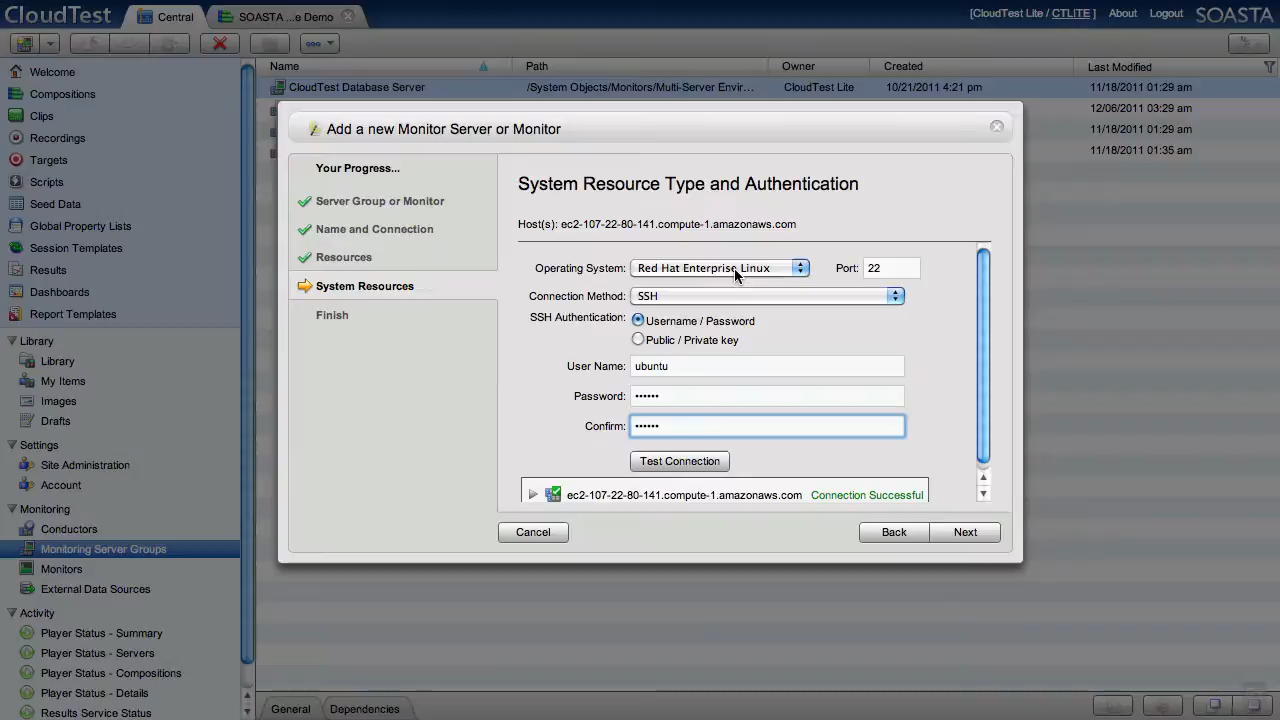 CloudTest Central SOASTA ...e Demo [CloudTest Lite / CTLITE ] About Logout SOASTA
Name Path Owner Created Last Modified
CloudTest Database Server /System Objects/Monitors/Multi-Server Envir... CloudTest Lite 10/21/2011 4:21 pm 11/18/2011 01:29 am
12/06/2011 03:29 am
11/18/2011 01:29 am
11/18/2011 01:35 am
Welcome
Compositions
Clips
Recordings
Targets
Scripts
Seed Data
Global Property Lists
Session Templates
Results
Dashboards
Report Templates
Library
Library
My Items
Images
Drafts
Settings
Site Administration
Account
Monitoring
Conductors
Monitoring Server Groups
Monitors
External Data Sources
Activity
Player Status - Summary
Player Status - Servers
Player Status - Compositions
Player Status - Details
Results Service Status
Add a new Monitor Server or Monitor
Your Progress...
Server Group or Monitor
Name and Connection
Resources
System Resources
Finish
System Resource Type and Authentication
Host(s): ec2-107-22-80-141.compute-1.amazonaws.com
Operating System: Red Hat Enterprise Linux Port: 22
Connection Method: SSH
SSH Authentication: Username / Password
Public / Private key
User Name: ubuntu
Password: ••••••
Confirm: ••••••
Test Connection
ec2-107-22-80-141.compute-1.amazonaws.com Connection Successful
Cancel Back Next
General Dependencies